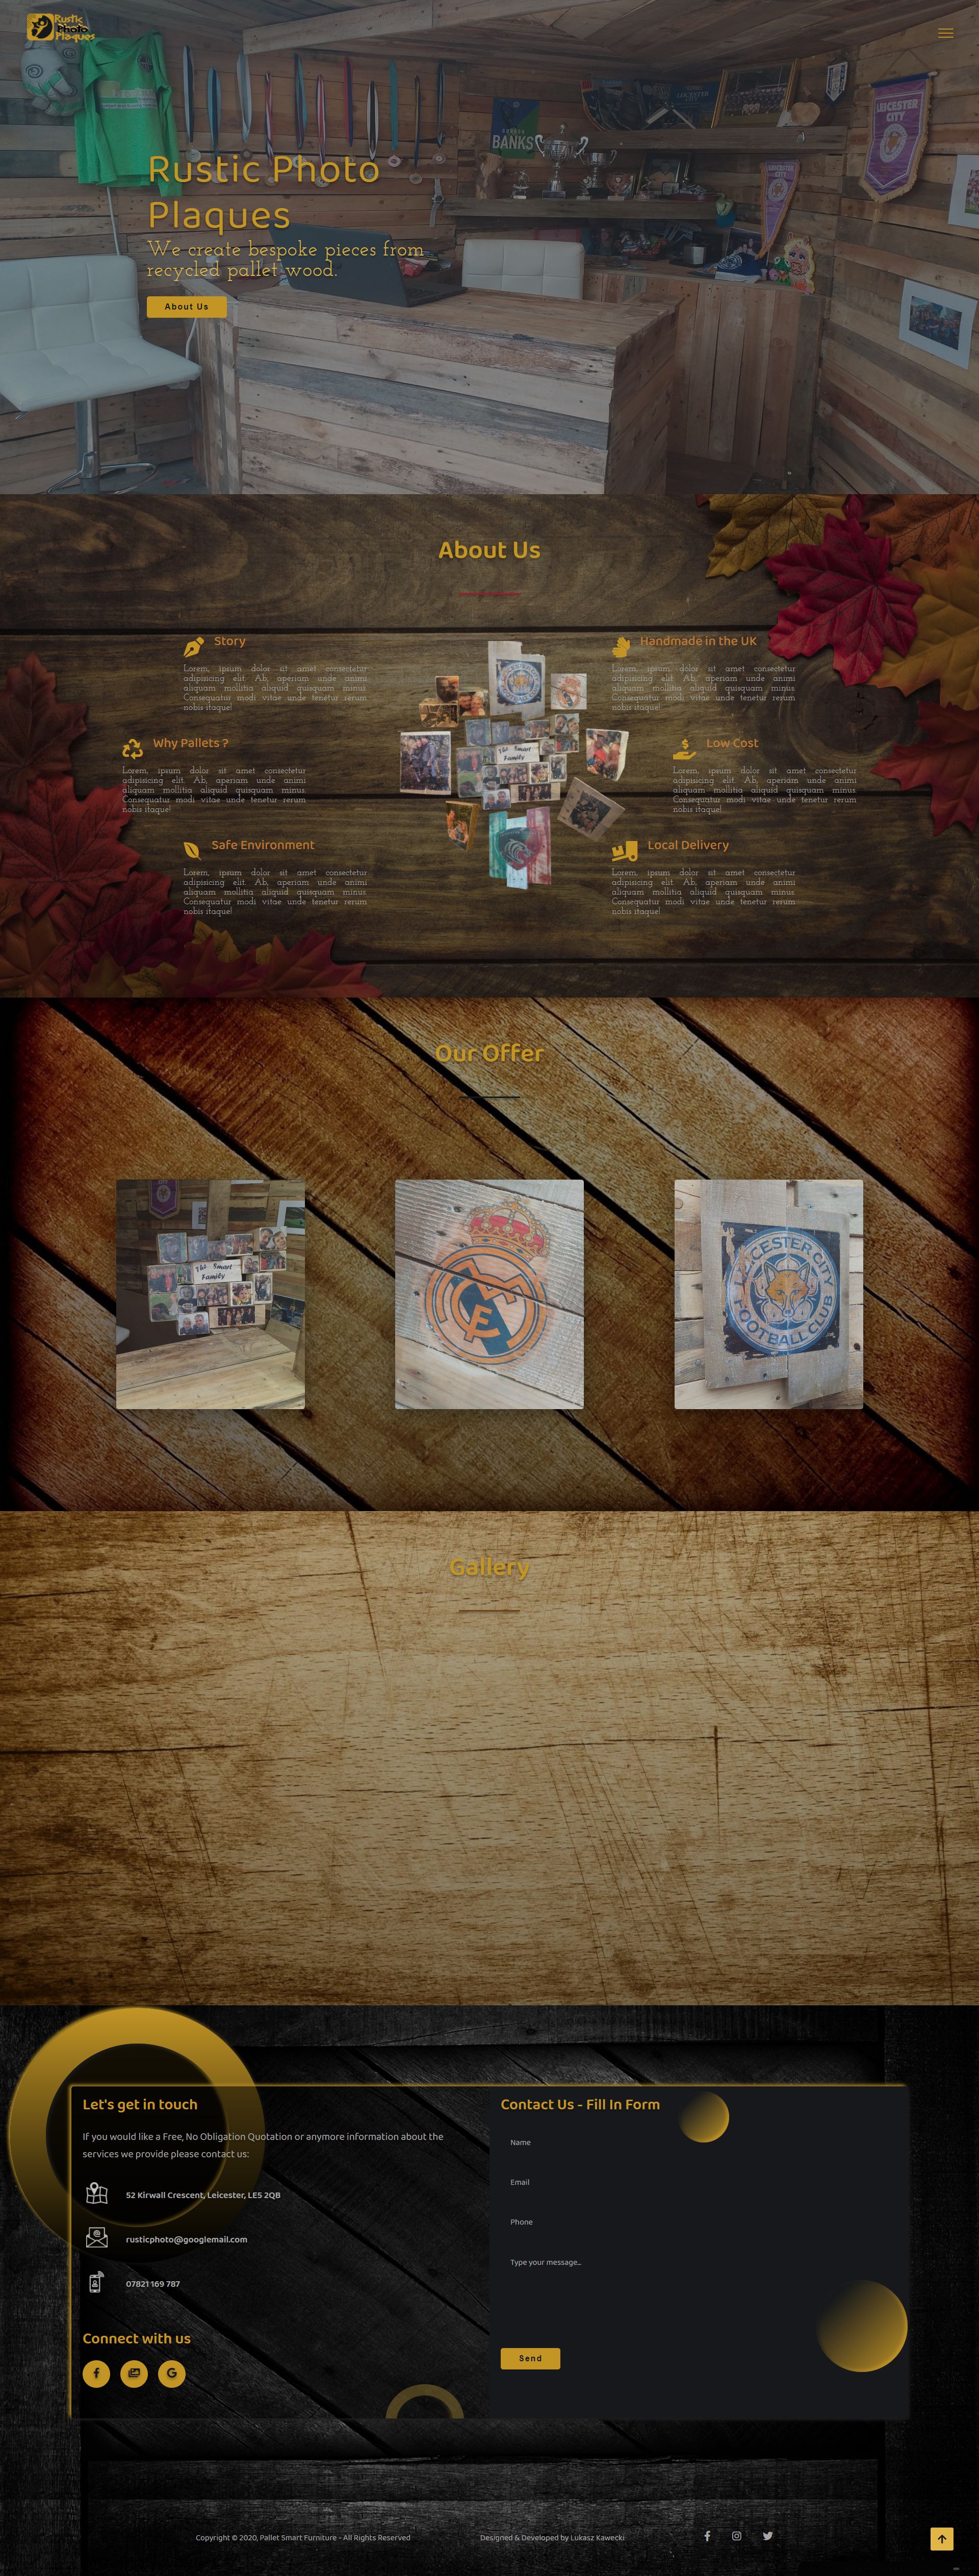 Rustic
Photo
Plaques
BANKS
LEICESTER
CITY
Rustic Photo
Plaques
We create bespoke pieces from
recycled pallet wood.
About Us
About Us
Story
Lorem, ipsum dolor sit amet consectetur
adipisicing elit. Ab, aperiam unde animi
aliquam mollitia aliquid quisquam minus.
Consequatur modi vitae unde tenetur rerum
nobis itaque!
Handmade in the UK
Lorem, ipsum dolor sit amet consectetur
adipisicing elit. Ab, aperiam unde animi
aliquam mollitia aliquid quisquam minus.
Consequatur modi vitae unde tenetur rerum
nobis itaque!
Why Pallets ?
Lorem, ipsum dolor sit amet consectetur
adipisicing elit. Ab, aperiam unde animi
aliquam mollitia aliquid quisquam minus.
Consequatur modi vitae unde tenetur rerum
nobis itaque!
The Smart
Family
Low Cost
Lorem, ipsum dolor sit amet consectetur
adipisicing elit. Ab, aperiam unde animi
aliquam mollitia aliquid quisquam minus.
Consequatur modi vitae unde tenetur rerum
nobis itaque!
Safe Environment
Lorem, ipsum dolor sit amet consectetur
adipisicing elit. Ab, aperiam unde animi
aliquam mollitia aliquid quisquam minus.
Consequatur modi vitae unde tenetur rerum
nobis itaque!
Local Delivery
Lorem, ipsum dolor sit amet consectetur
adipisicing elit. Ab, aperiam unde animi
aliquam mollitia aliquid quisquam minus.
Consequatur modi vitae unde tenetur rerum
nobis itaque!
Our Offer
The Smart
Family
LEICESTER CITY
FOOTBALL CLUB
Gallery
Let's get in touch
If you would like a Free, No Obligation Quotation or anymore information about the
services we provide please contact us:
52 Kirwall Crescent, Leicester, LE5 2QB
rusticphoto@googlemail.com
07821 169 787
Connect with us
Contact Us - Fill In Form
Name
Email
Phone
Type your message...
Send
Copyright © 2020, Pallet Smart Furniture - All Rights Reserved
Designed & Developed by Lukasz Kawecki